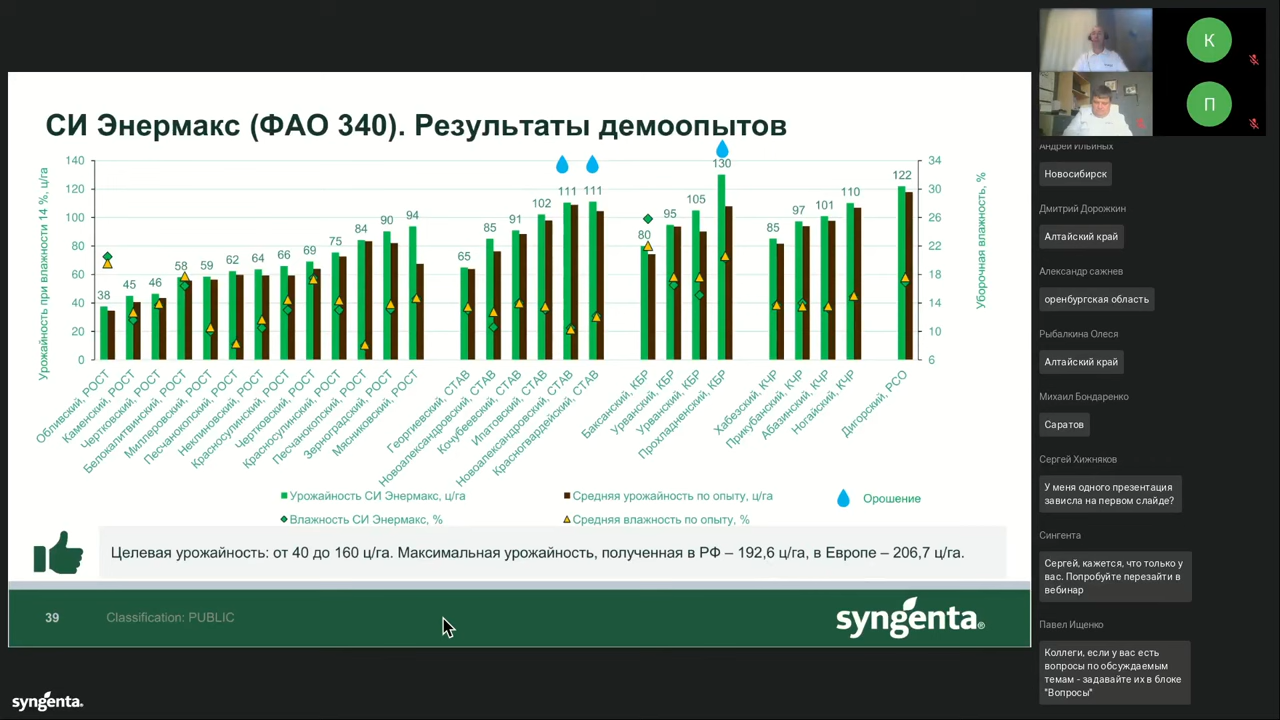 СИ Энермакс (ФАО 340). Результаты демоопытов
Урожайность при влажности 14 %, ц/га
140
120
100
80
60
40
20
0
38
45
46
58
59
62
64
66
69
75
84
90
94
65
85
91
102
111
111
80
95
105
130
85
97
101
110
122
34
30
26
22
18
14
10
6
Уборочная влажность, %
Обливский, РОСТ
Каменский, РОСТ
Чертковский, РОСТ
Белокалитвинский, РОСТ
Миллеровский, РОСТ
Песчанокопский, РОСТ
Неклиновский, РОСТ
Красносулинский, РОСТ
Чертковский, РОСТ
Красносулинский, РОСТ
Песчанокопский, РОСТ
Зерноградский, РОСТ
Мясниковский, РОСТ
Георгиевский, СТАВ
Новоалександровский, СТАВ
Кочубеевский, СТАВ
Ипатовский, СТАВ
Новоалександровский, СТАВ
Красногвардейский, СТАВ
Баксанский, КБР
Урванский, КБР
Урванский, КБР
Прохладненский, КБР
Хабезский, КЧР
Прикубанский, КЧР
Абазинский, КЧР
Ногайский, КЧР
Дигорский, РСО
Урожайность СИ Энермакс, ц/га
Средняя урожайность по опыту, ц/га
Орошение
Влажность СИ Энермакс, %
Средняя влажность по опыту, %
Целевая урожайность: от 40 до 160 ц/га. Максимальная урожайность, полученная в РФ – 192,6 ц/га, в Европе – 206,7 ц/га.
39
Classification: PUBLIC
syngenta®
syngenta
К
П
Андрей Ильиных
Новосибирск
Дмитрий Дорожкин
Алтайский край
Александр сажнев
оренбургская область
Рыбалкина Олеся
Алтайский край
Михаил Бондаренко
Саратов
Сергей Хижняков
У меня одного презентация
зависла на первом слайде?
Сингента
Сергей, кажется, что только у
вас. Попробуйте перезайти в
вебинар
Павел Ищенко
Коллеги, если у вас есть
вопросы по обсуждаемым
темам - задавайте их в блоке
"Вопросы"